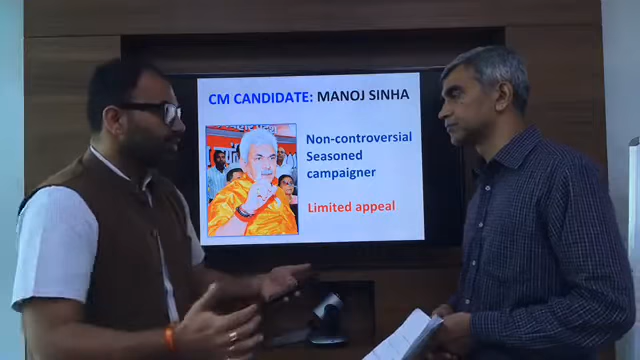 CM CANDIDATE: MANOJ SINHA
Non-controversial
Seasoned
campaigner
Limited appeal